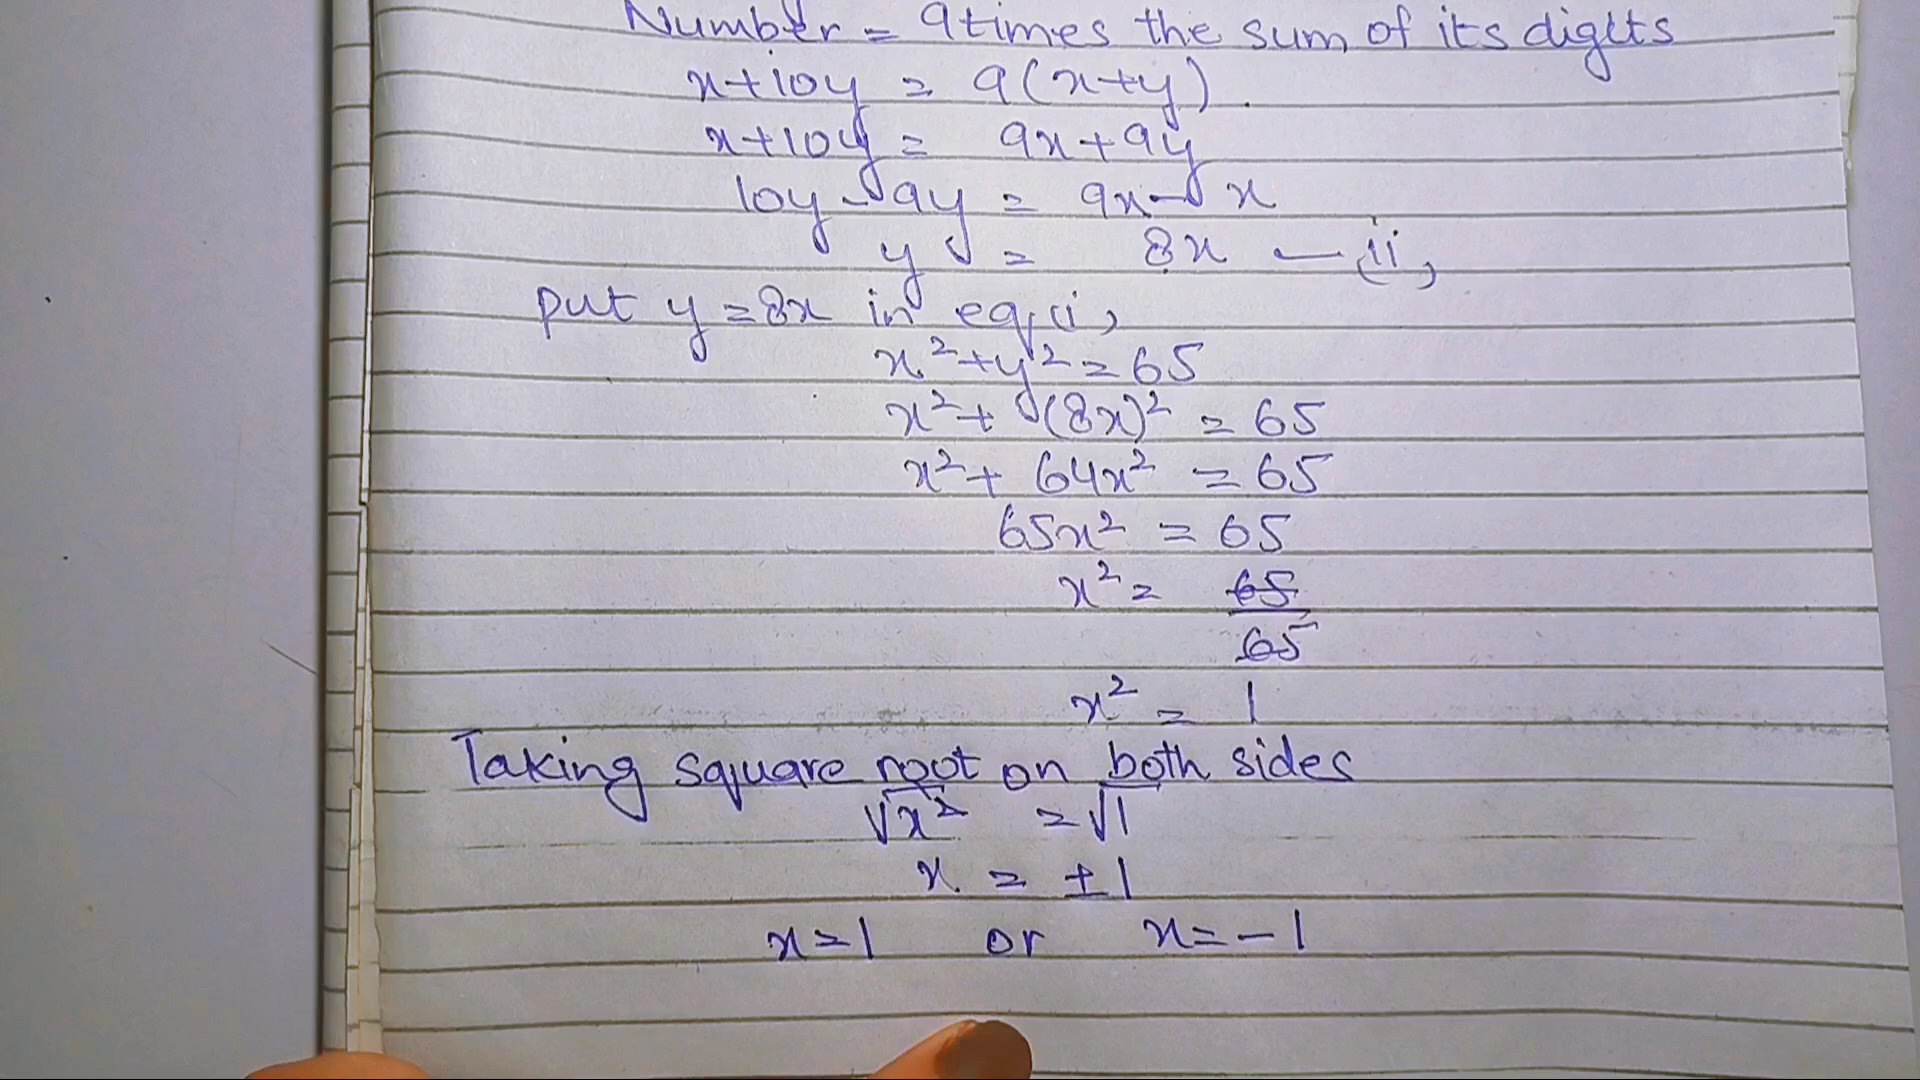 Number = 9times the sum of its digits
x+10y = 9(x+y).
x+10y = 9x+9y
10y-9y = 9x-x
y = 8x — (ii)
put y=8x in eq,(i)
x²+y²=65
x²+(8x)² = 65
x²+ 64x² = 65
65x² = 65
x² = 65
65
x² = 1
Taking square root on both sides
√x² = √1
x = ±1
x=1 or x=-1